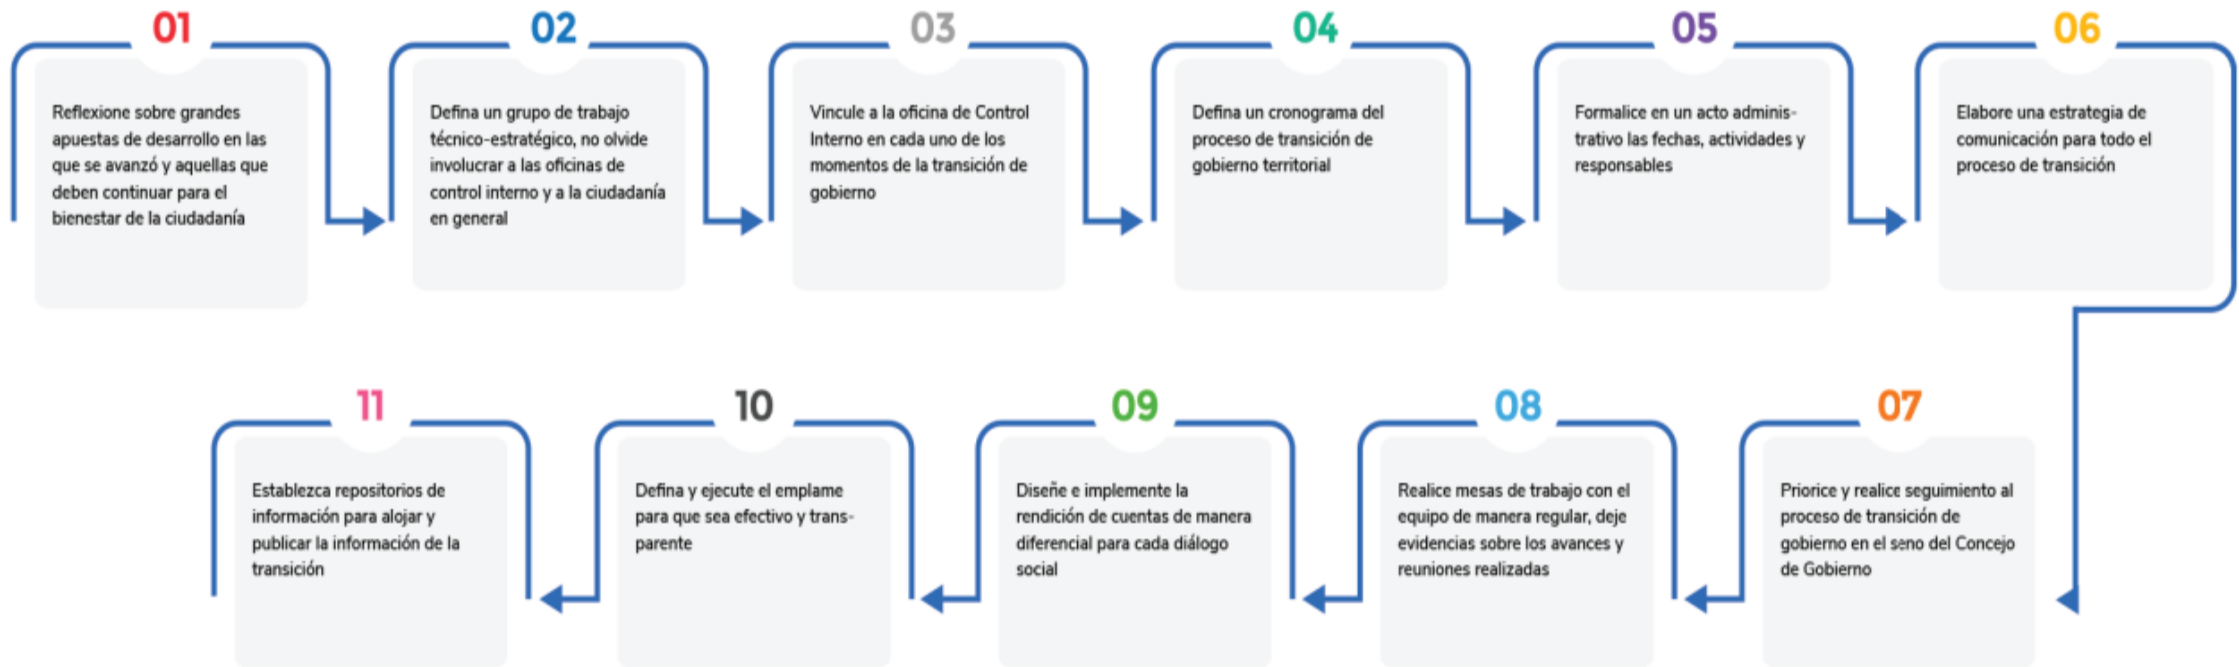 01
Reflexione sobre grandes
apuestas de desarrollo en las
que se avanzó y aquellas que
deben continuar para el
bienestar de la ciudadanía
02
Defina un grupo de trabajo
técnico-estratégico, no olvide
involucrar a las oficinas de
control interno y a la ciudadanía
en general
03
Vincule a la oficina de Control
Interno en cada uno de los
momentos de la transición de
gobierno
04
Defina un cronograma del
proceso de transición de
gobierno territorial
05
Formalice en un acto adminis-
trativo las fechas, actividades y
responsables
06
Elabore una estrategia de
comunicación para todo el
proceso de transición
07
Priorice y realice seguimiento al
proceso de transición de
gobierno en el seno del Concejo
de Gobierno
08
Realice mesas de trabajo con el
equipo de manera regular, deje
evidencias sobre los avances y
reuniones realizadas
09
Diseñe e implemente la
rendición de cuentas de manera
diferencial para cada diálogo
social
10
Defina y ejecute el emplame
para que sea efectivo y trans-
parente
11
Establezca repositorios de
información para alojar y
publicar la información de la
transición